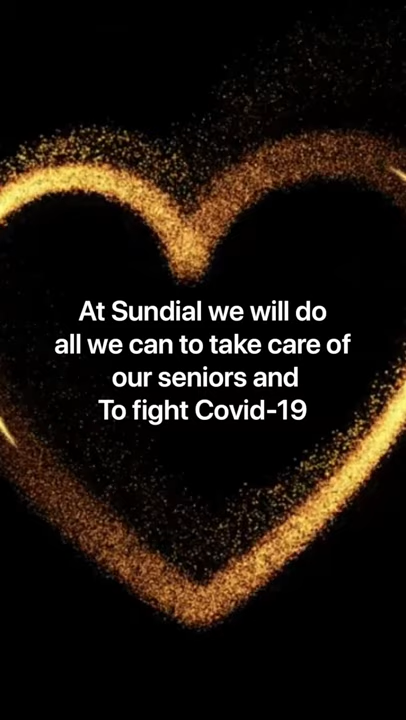 At Sundial we will do
all we can to take care of
our seniors and
To fight Covid-19